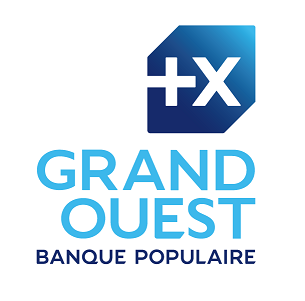 +X
GRAND
OUEST
BANQUE POPULAIRE